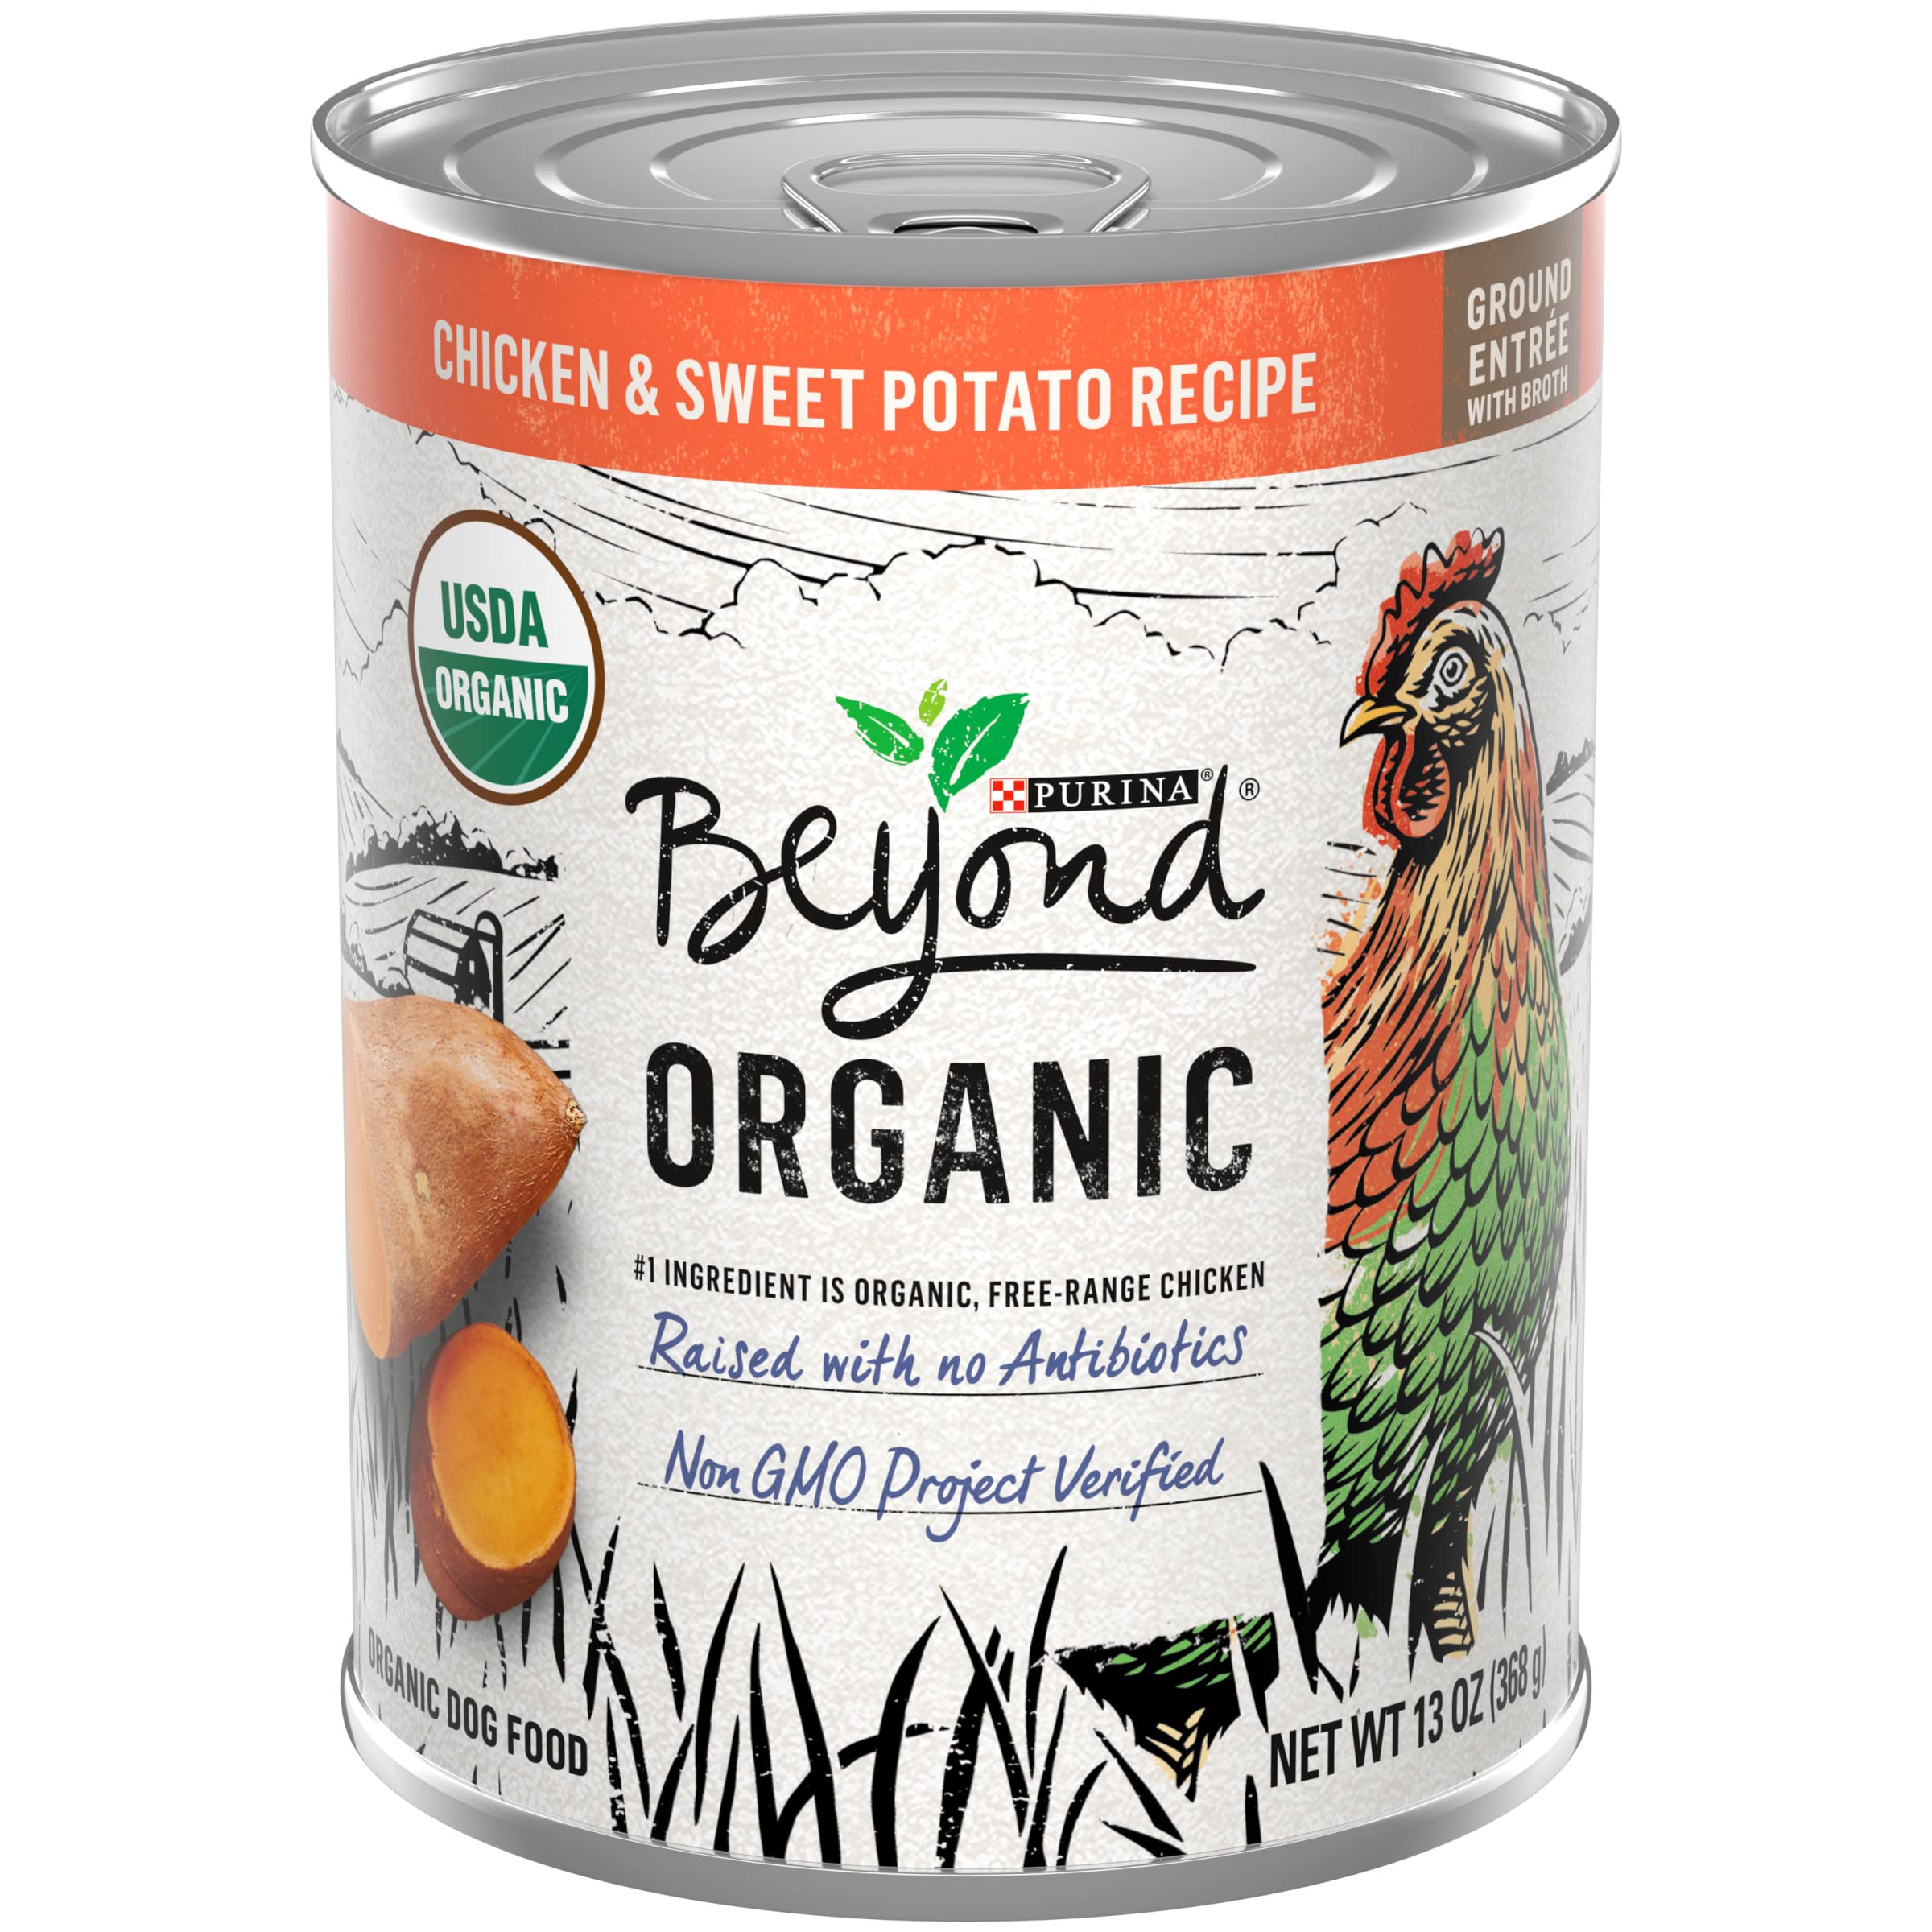 CHICKEN & SWEET POTATO RECIPE
GROUND
ENTRÉE
WITH BROTH
USDA
ORGANIC
PURINA®
Beyond®
ORGANIC
#1 INGREDIENT IS ORGANIC, FREE-RANGE CHICKEN
Raised with no Antibiotics
Non GMO Project Verified
ORGANIC DOG FOOD
NET WT 13 OZ (368 g)